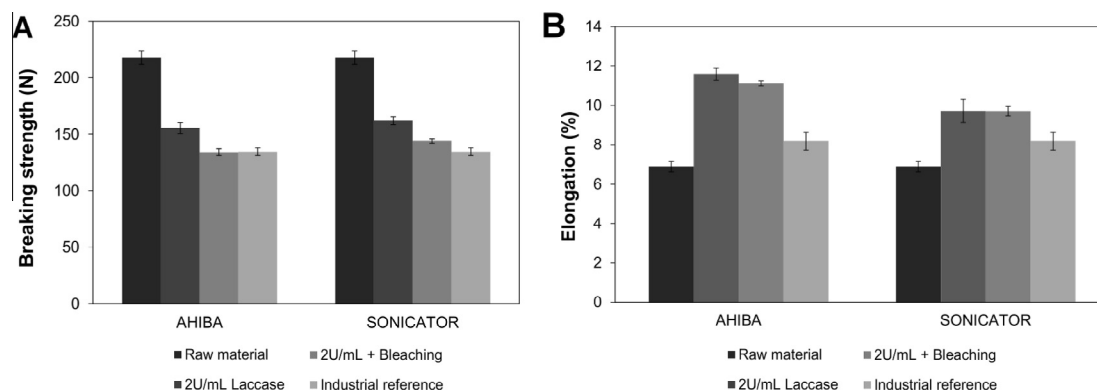 A
Breaking strength (N)
250
200
150
100
50
0
AHIBA SONICATOR
Raw material 2U/mL + Bleaching
2U/mL Laccase Industrial reference
B
Elongation (%)
14
12
10
8
6
4
2
0
AHIBA SONICATOR
Raw material 2U/mL + Bleaching
2U/mL Laccase Industrial reference